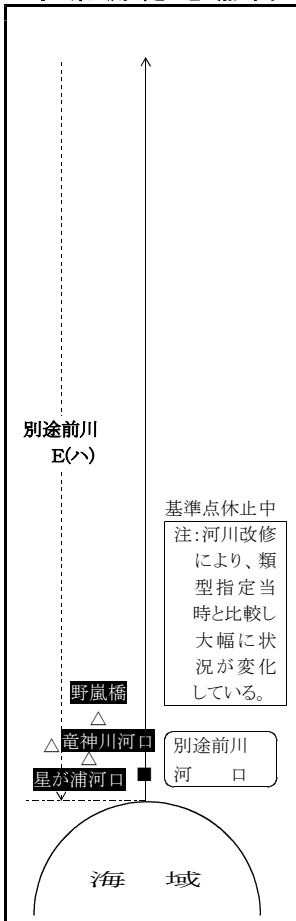 別途前川
E(ハ)
基準点休止中
注:河川改修
により、類
型指定当
時と比較し
大幅に状
況が変化
している。
野嵐橋
竜神川河口
星が浦河口
別途前川
河 口
海 域